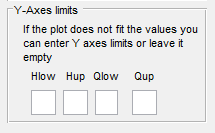 Y-Axes limits
If the plot does not fit the values you
can enter Y axes limits or leave it
empty
Hlow Hup Qlow Qup